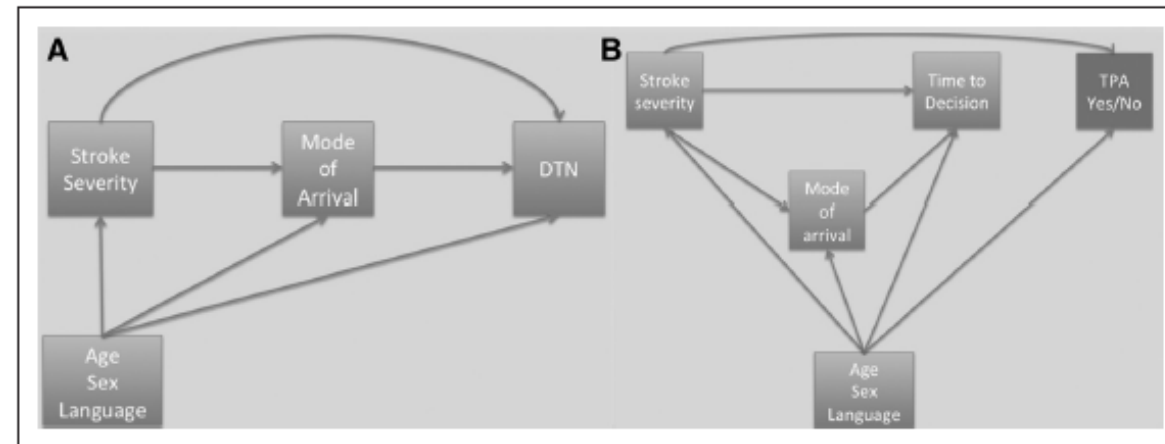 A
Stroke
Severity
Mode
of
Arrival
DTN
Age
Sex
Language
B
Stroke
severity
Time to
Decision
TPA
Yes/No
Mode
of
arrival
Age
Sex
Language